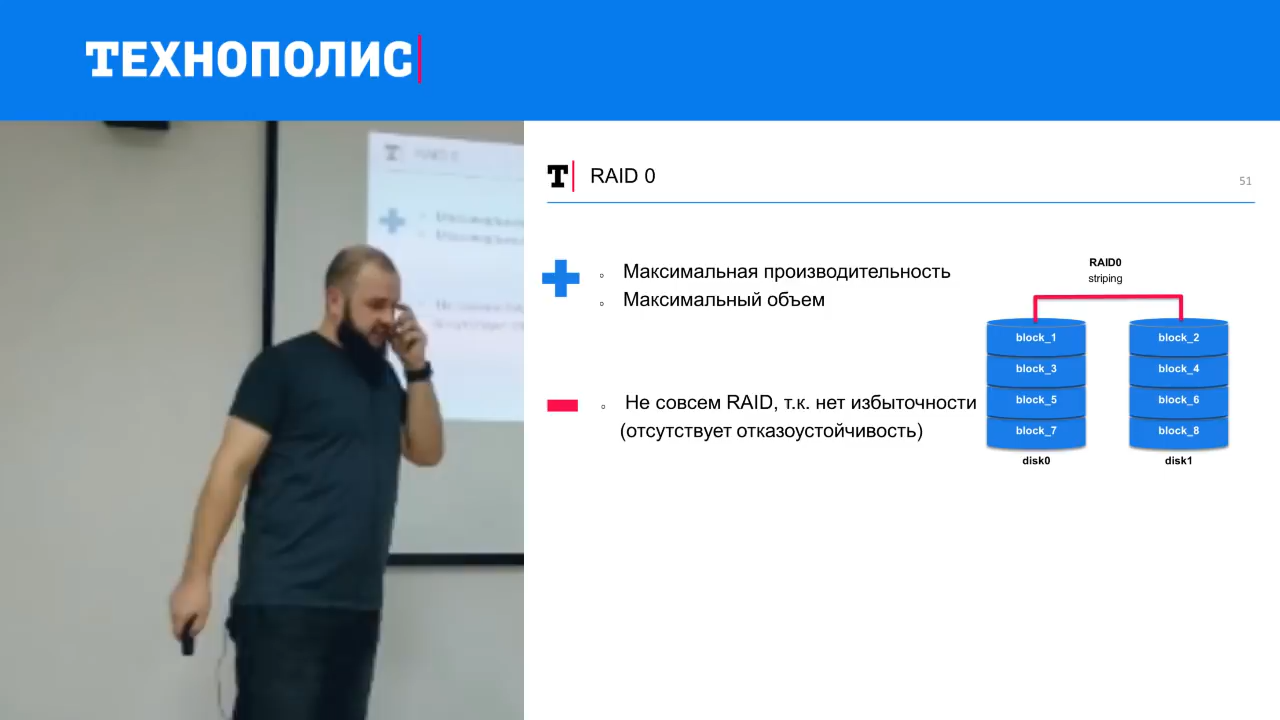 ТЕХНОПОЛИС
Т RAID 0
51
Максимальная производительность
Максимальный объем
Не совсем RAID, т.к. нет избыточности
(отсутствует отказоустойчивость)
RAID0
striping
block_1
block_2
block_3
block_4
block_5
block_6
block_7
block_8
disk0
disk1